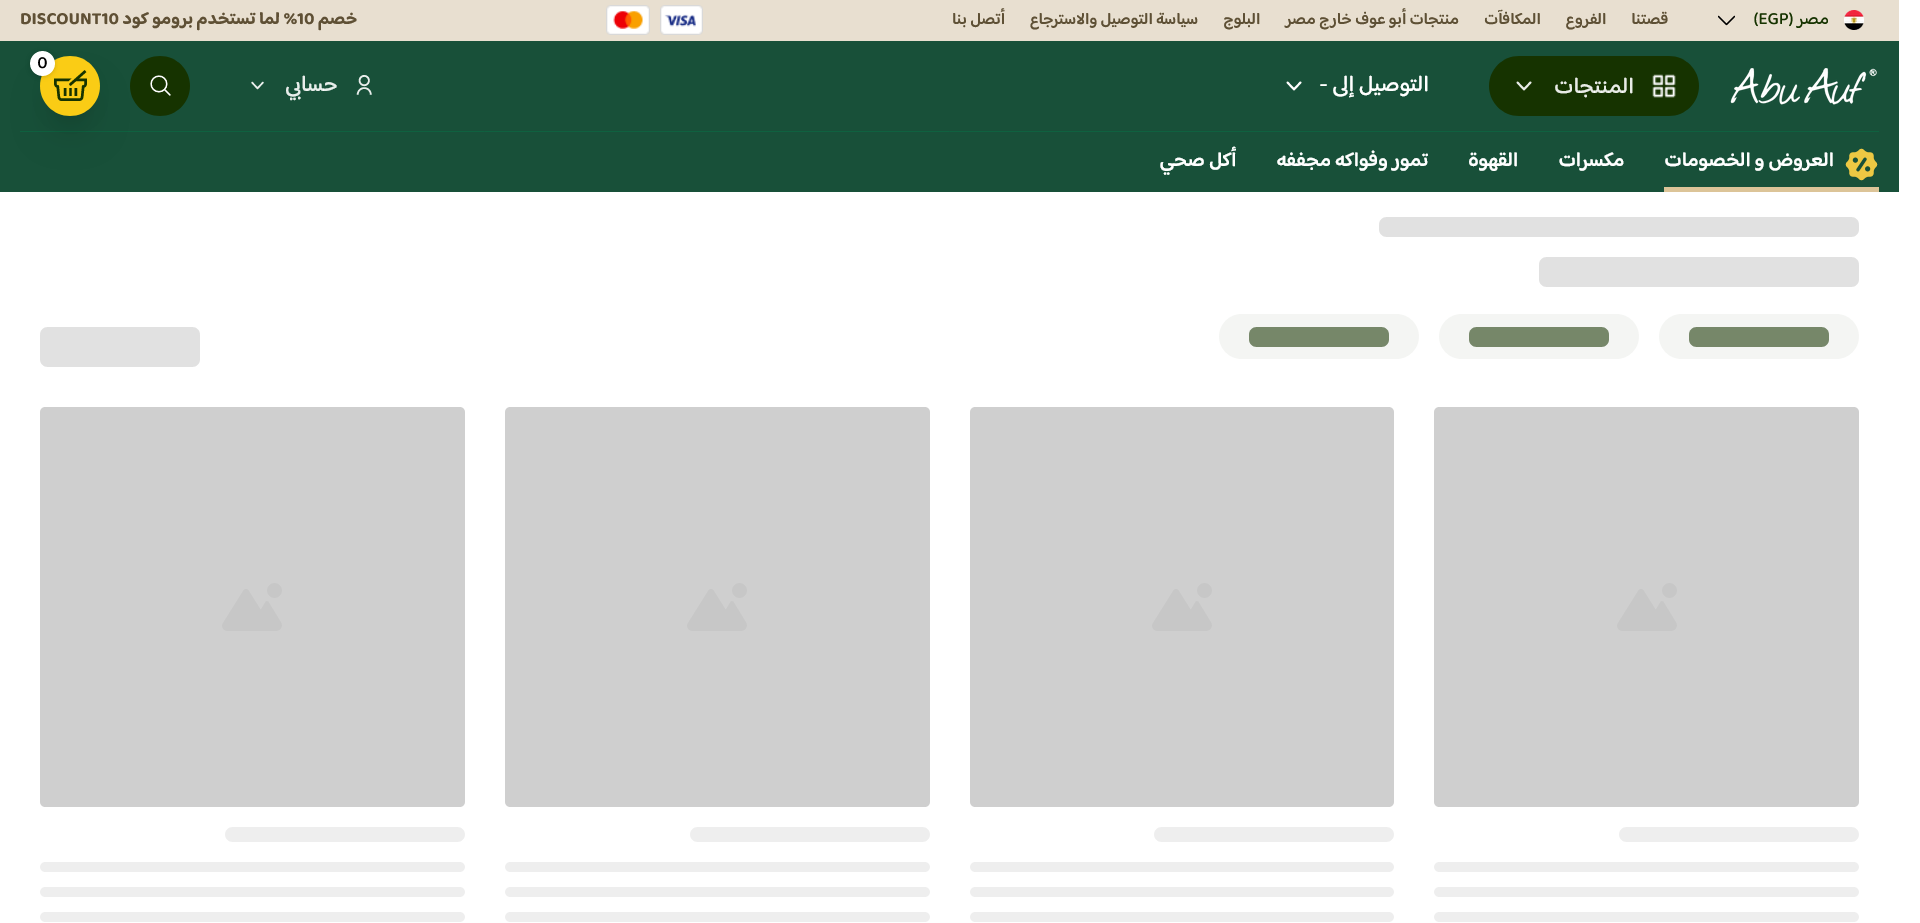 مصر (EGP) قصتنا الفروع المكافآت منتجات أبو عوف خارج مصر البلوج سياسة التوصيل والاسترجاع أتصل بنا VISA خصم 10% لما تستخدم برومو كود DISCOUNT10
Abu Auf® المنتجات التوصيل إلى - حسابي 0
العروض و الخصومات مكسرات القهوة تمور وفواكه مجففه أكل صحي